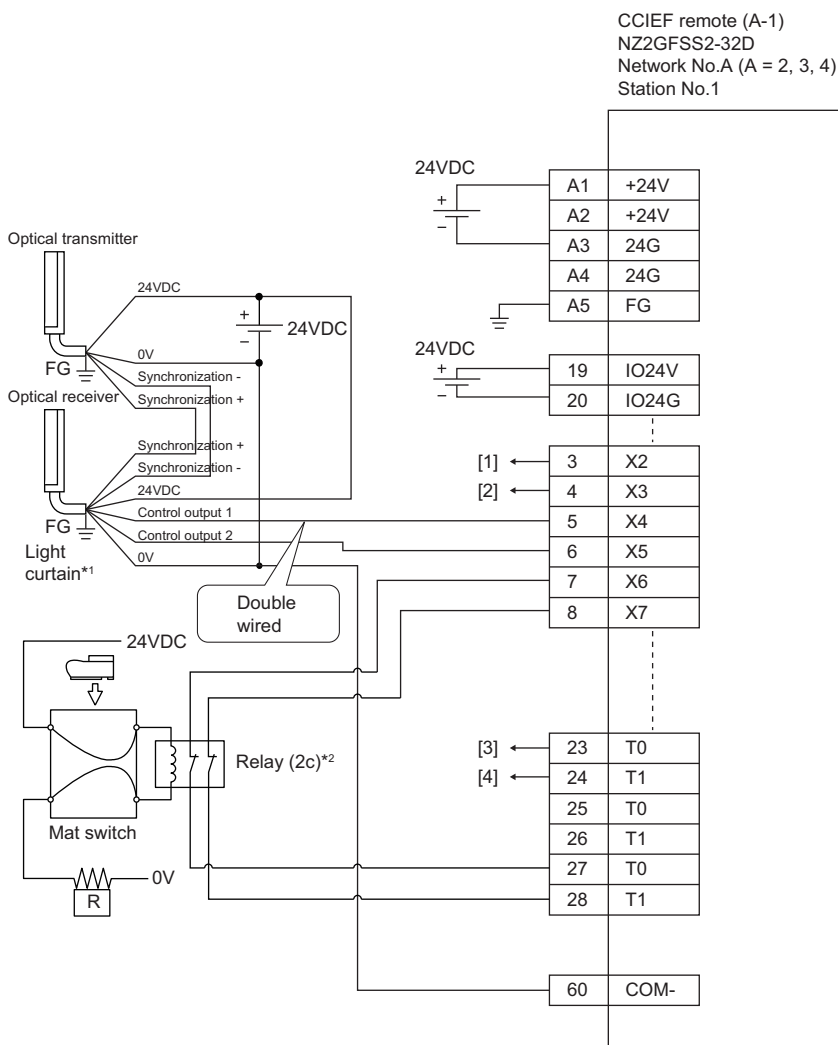 CCIEF remote (A-1)
NZ2GFSS2-32D
Network No.A (A = 2, 3, 4)
Station No.1
24VDC
+
−
A1 +24V
A2 +24V
A3 24G
A4 24G
A5 FG
Optical transmitter
24VDC
+
−
24VDC
0V
FG
Synchronization -
Synchronization +
24VDC
+
−
19 IO24V
20 IO24G
Optical receiver
Synchronization +
Synchronization -
24VDC
Control output 1
Control output 2
0V
FG
Light
curtain*1
Double
wired
[1] 3 X2
[2] 4 X3
5 X4
6 X5
7 X6
8 X7
24VDC
Relay (2c)*2
Mat switch
0V
R
[3] 23 T0
[4] 24 T1
25 T0
26 T1
27 T0
28 T1
60 COM-